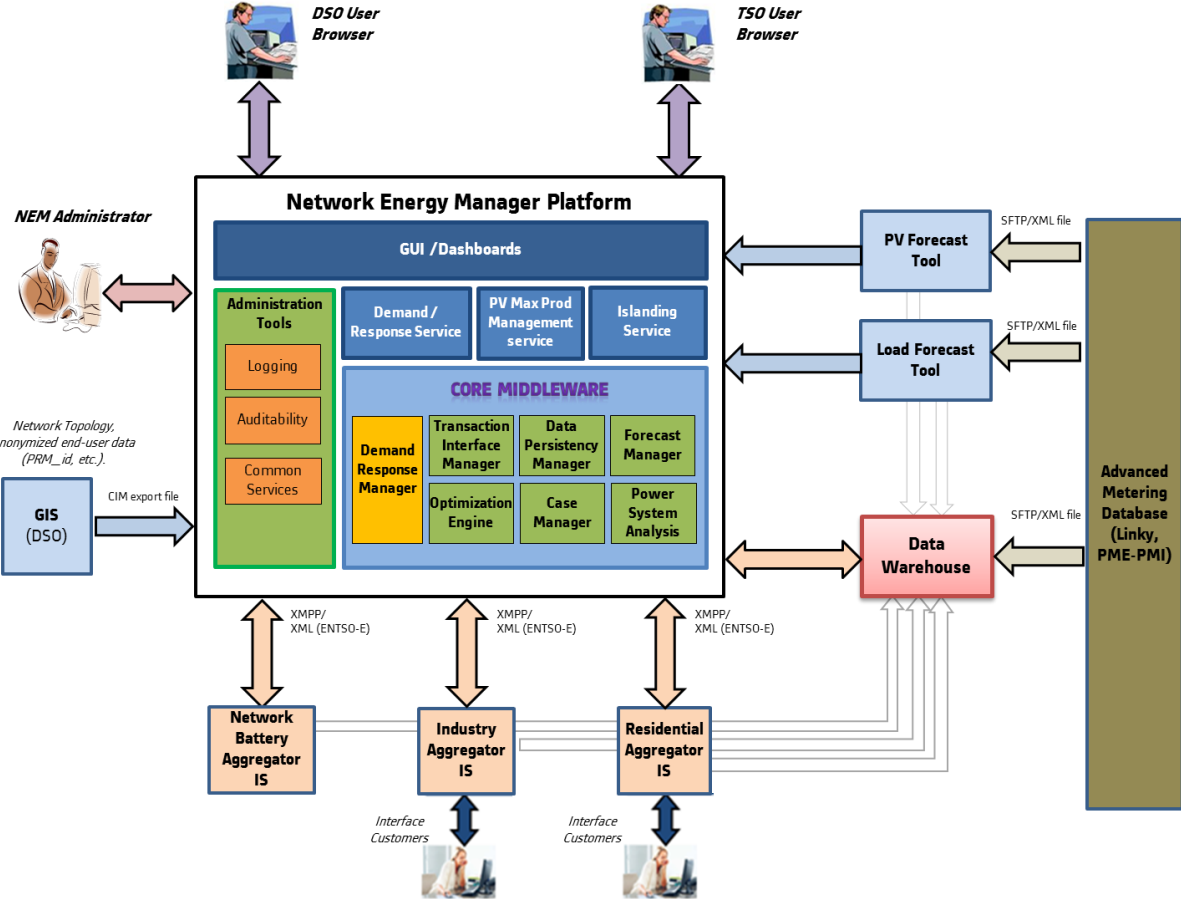 DSO User
Browser
TSO User
Browser
NEM Administrator
Network Energy Manager Platform
GUI /Dashboards
Administration
Tools
Logging
Auditability
Common
Services
Demand /
Response Service
PV Max Prod
Management
service
Islanding
Service
CORE MIDDLEWARE
Demand
Response
Manager
Transaction
Interface
Manager
Data
Persistency
Manager
Forecast
Manager
Optimization
Engine
Case
Manager
Power
System
Analysis
PV Forecast
Tool
SFTP/XML file
Load Forecast
Tool
SFTP/XML file
Advanced
Metering
Database
(Linky,
PME-PMI)
SFTP/XML file
Data
Warehouse
Network Topology,
nonymized end-user data
(PRM_id, etc.).
GIS
(DSO)
CIM export file
XMPP/
XML (ENTSO-E)
XMPP/
XML (ENTSO-E)
XMPP/
XML (ENTSO-E)
Network
Battery
Aggregator
IS
Industry
Aggregator
IS
Residential
Aggregator
IS
Interface
Customers
Interface
Customers